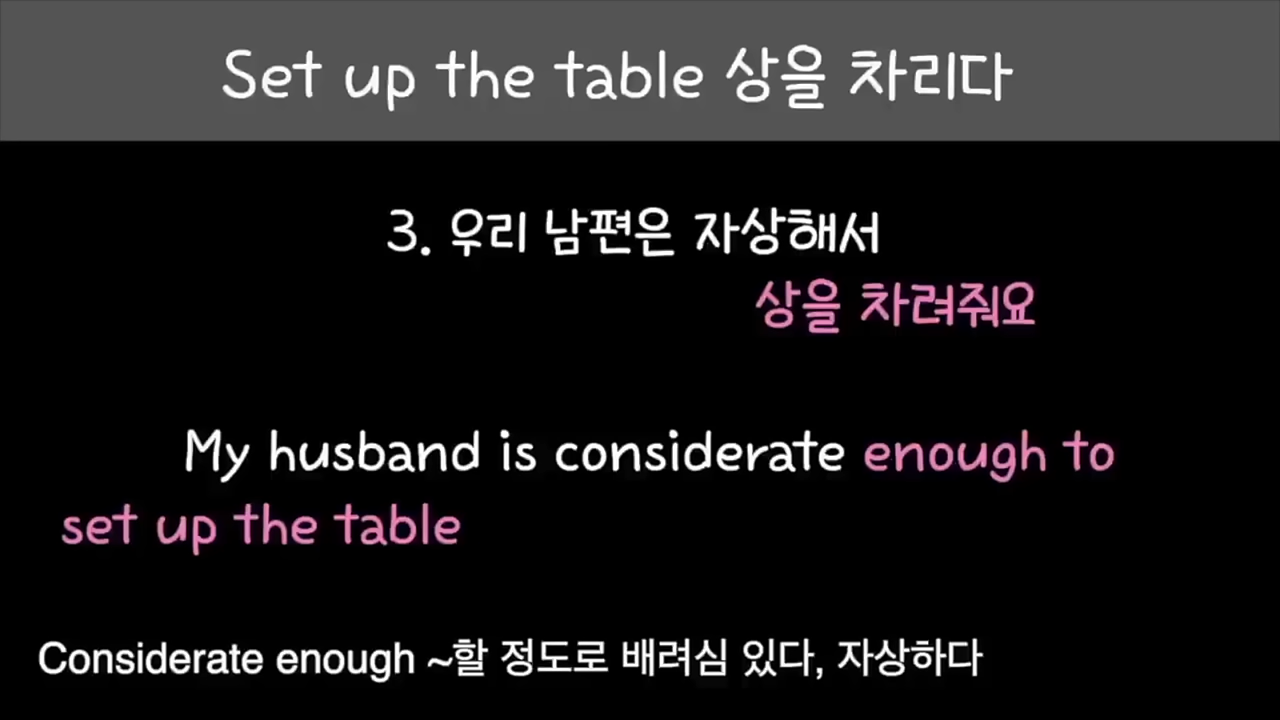 Set up the table 상을 차리다
3. 우리 남편은 자상해서
상을 차려줘요
My husband is considerate enough to
set up the table
Considerate enough ~할 정도로 배려심 있다, 자상하다